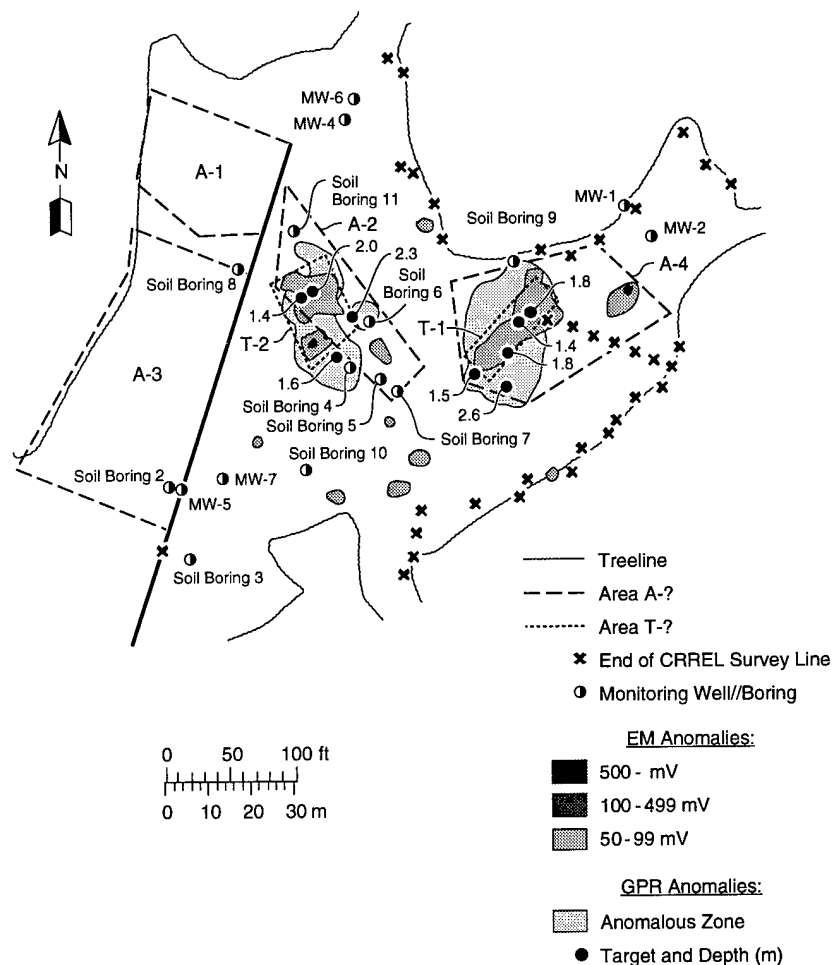 MW-6
MW-4
N
A-1
Soil
Boring
11
A-2
Soil Boring 9
MW-1
MW-2
2.0
2.3
Soil
Boring 6
1.8
A-4
Soil Boring 8
1.4
T-1
T-2
1.4
A-3
1.8
1.6
1.5
Soil Boring 4
2.6
Soil Boring 5
Soil Boring 7
Soil Boring 10
Soil Boring 2
MW-7
MW-5
Soil Boring 3
Treeline
Area A-?
Area T-?
End of CRREL Survey Line
Monitoring Well//Boring
EM Anomalies:
500 - mV
100 - 499 mV
50 - 99 mV
GPR Anomalies:
Anomalous Zone
Target and Depth (m)
0 50 100 ft
0 10 20 30 m